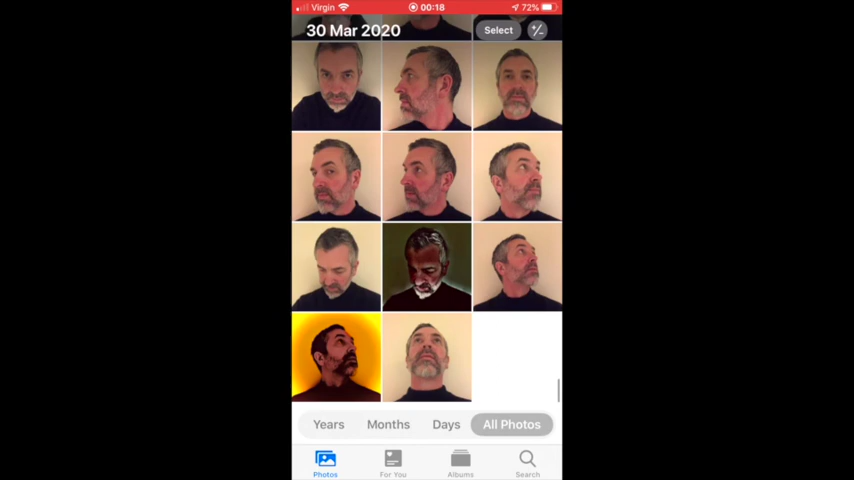 Virgin 00:18 72%
30 Mar 2020 Select
Years Months Days All Photos
Photos For You Albums Search